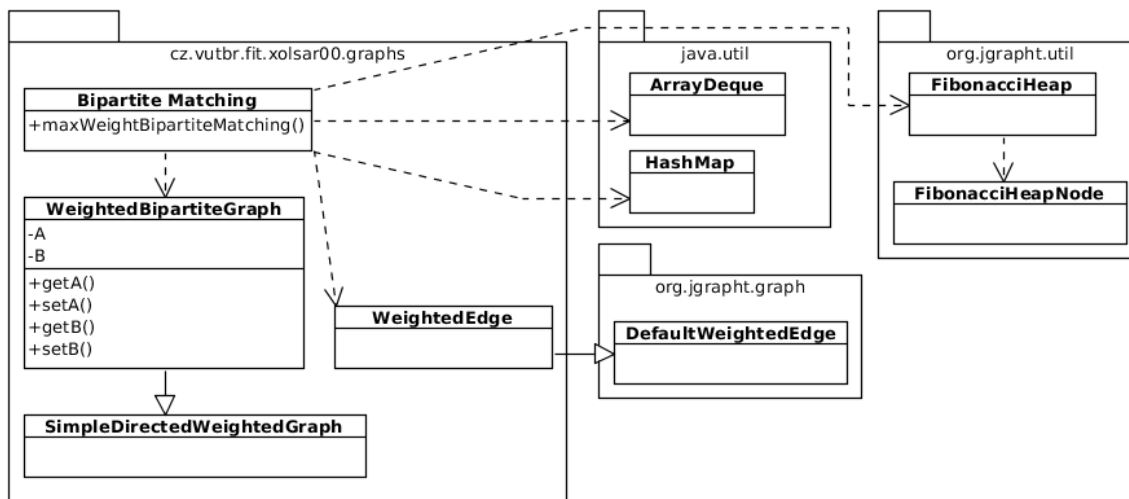 cz.vutbr.fit.xolsar00.graphs
Bipartite Matching
+maxWeightBipartiteMatching()
WeightedBipartiteGraph
-A
-B
+getA()
+setA()
+getB()
+setB()
WeightedEdge
SimpleDirectedWeightedGraph
java.util
ArrayDeque
HashMap
org.jgrapht.graph
DefaultWeightedEdge
org.jgrapht.util
FibonacciHeap
FibonacciHeapNode